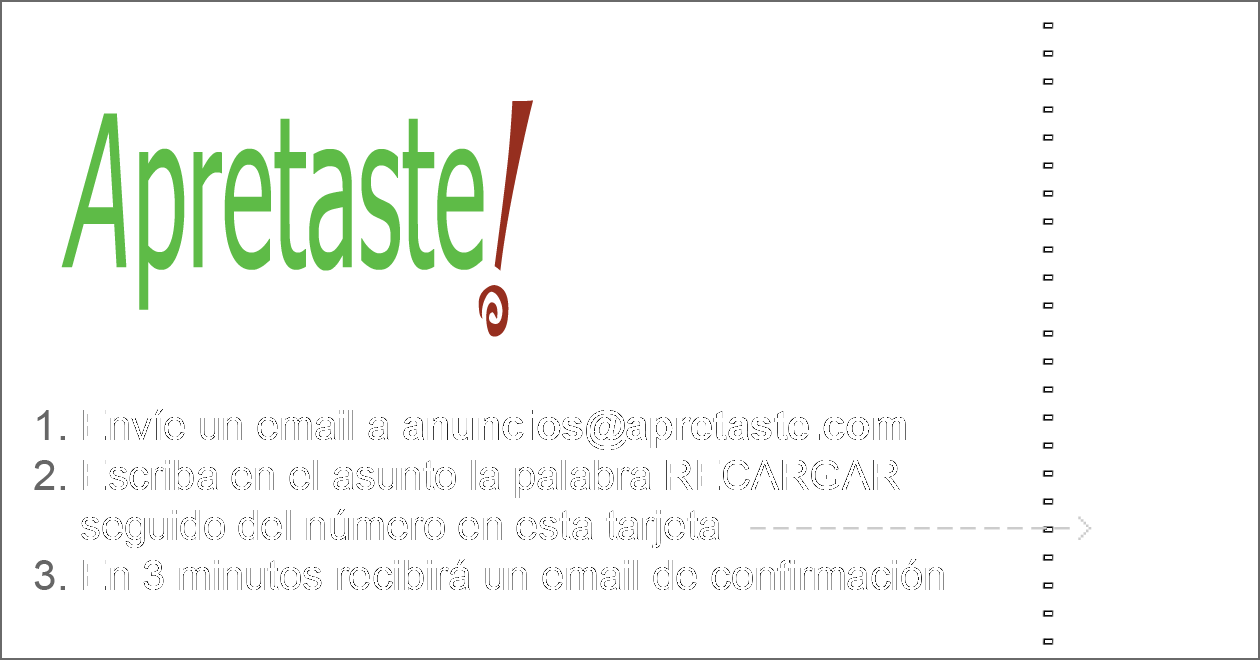 Apretaste!
1. Envíe un email a anuncios@apretaste.com
2. Escriba en el asunto la palabra RECARGAR
seguido del número en esta tarjeta
3. En 3 minutos recibirá un email de confirmación